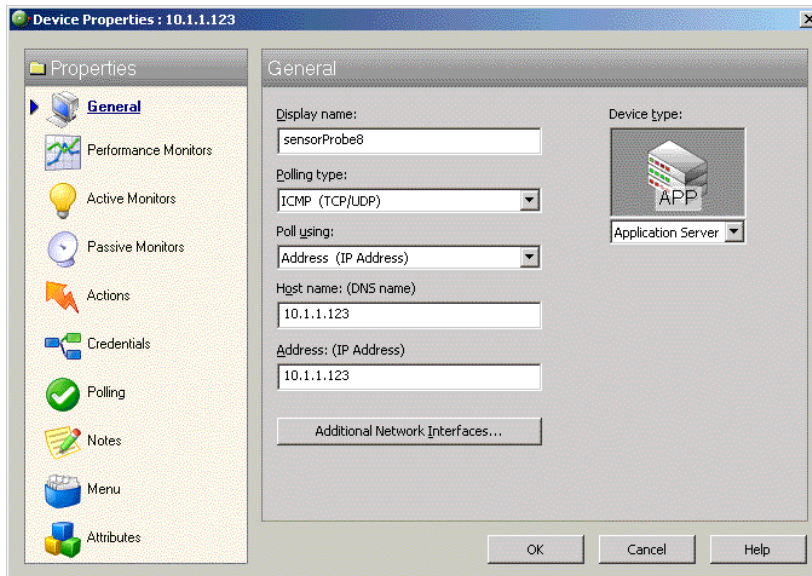 Device Properties : 10.1.1.123
Properties
General
Performance Monitors
Active Monitors
Passive Monitors
Actions
Credentials
Polling
Notes
Menu
Attributes
General
Display name:
sensorProbe8
Polling type:
ICMP (TCP/UDP)
Poll using:
Address (IP Address)
Host name: (DNS name)
10.1.1.123
Address: (IP Address)
10.1.1.123
Additional Network Interfaces...
Device type:
APP
Application Server
OK
Cancel
Help